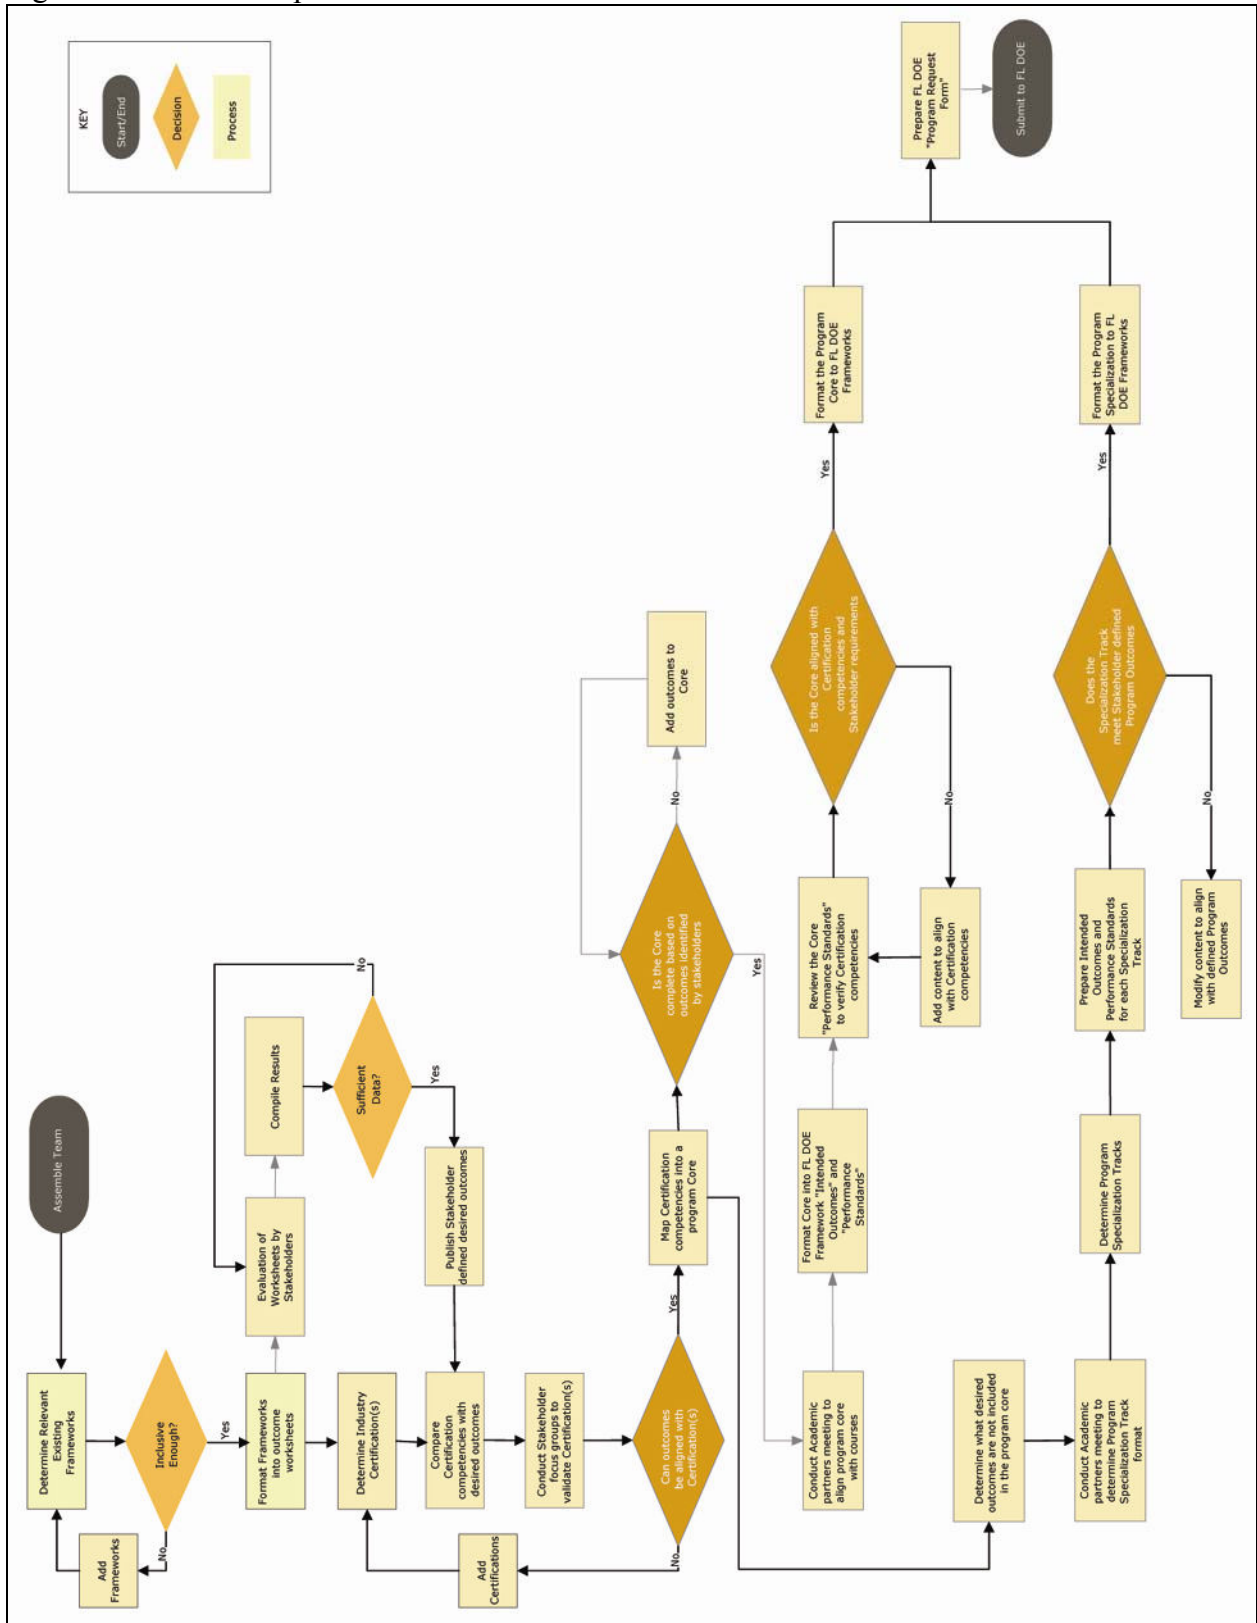 KEY
Start/End
Decision
Process
Assemble Team
Determine Relevant
Existing
Frameworks
Add
Frameworks
No
Inclusive
Enough?
Yes
Format Frameworks
into outcome
worksheets
Evaluation of
Worksheets by
Stakeholders
Compile Results
Sufficient
Data?
No
Yes
Publish Stakeholder
defined desired outcomes
Determine Industry
Certification(s)
Compare
Certification
competencies with
desired outcomes
Conduct Stakeholder
focus groups to
validate Certification(s)
Add
Certifications
No
Can outcomes
be aligned with
Certification(s)
Yes
Map Certification
competencies into a
program Core
Is the Core
complete based on
outcomes identified
by stakeholders
No
Add outcomes to
Core
Yes
Conduct Academic
partners meeting to
align program core
with courses
Format Core into FL DOE
Framework "Intended
Outcomes" and
"Performance
Standards"
Review the Core
"Performance Standards"
to verify Certification
competencies
Is the Core aligned with
Certification
competencies and
Stakeholder requirements
No
Add content to align
with Certification
competencies
Yes
Format the Program
Core to FL DOE
Frameworks
Determine what desired
outcomes are not included
in the program core
Conduct Academic
partners meeting to
determine Program
Specialization Track
format
Determine Program
Specialization Tracks
Prepare Intended
Outcomes and
Performance Standards
for each Specialization
Track
Does the
Specialization Track
meet Stakeholder defined
Program Outcomes
No
Modify content to align
with defined Program
Outcomes
Yes
Format the Program
Specialization to FL
DOE Frameworks
Prepare FL DOE
"Program Request
Form"
Submit to FL DOE